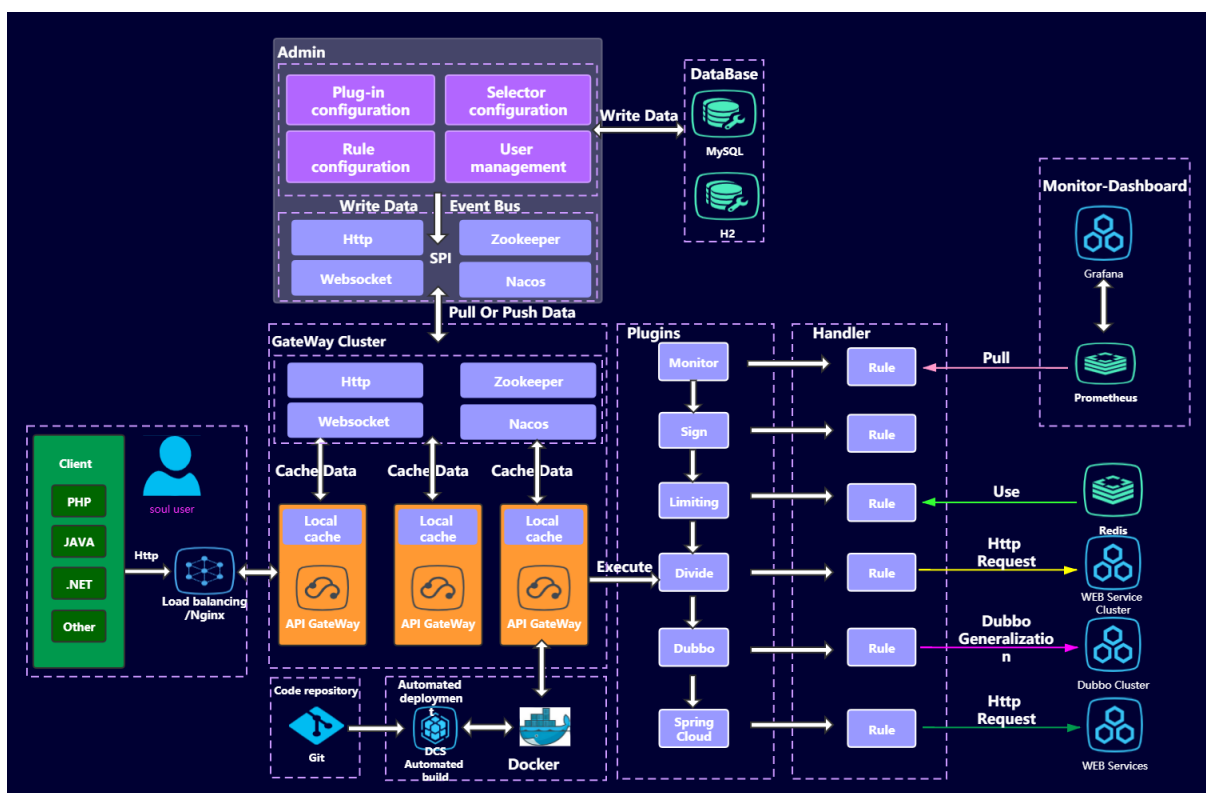 Admin
Plug-in
configuration
Selector
configuration
Rule
configuration
User
management
Write Data
DataBase
MySQL
H2
Write Data
Event Bus
Http
Zookeeper
SPI
Websocket
Nacos
Pull Or Push Data
Monitor-Dashboard
Grafana
Prometheus
GateWay Cluster
Http
Zookeeper
Websocket
Nacos
Cache Data
Cache Data
Cache Data
Local
cache
Local
cache
Local
cache
API GateWay
API GateWay
API GateWay
Client
PHP
JAVA
.NET
Other
soul user
Http
Load balancing
/Nginx
Execute
Plugins
Monitor
Sign
Limiting
Divide
Dubbo
Spring
Cloud
Handler
Rule
Rule
Rule
Rule
Rule
Rule
Pull
Use
Redis
Http
Request
WEB Service
Cluster
Dubbo
Generalizatio
n
Dubbo Cluster
Http
Request
WEB Services
Code repository
Git
Automated
deploymen
t
DCS
Automated
build
Docker